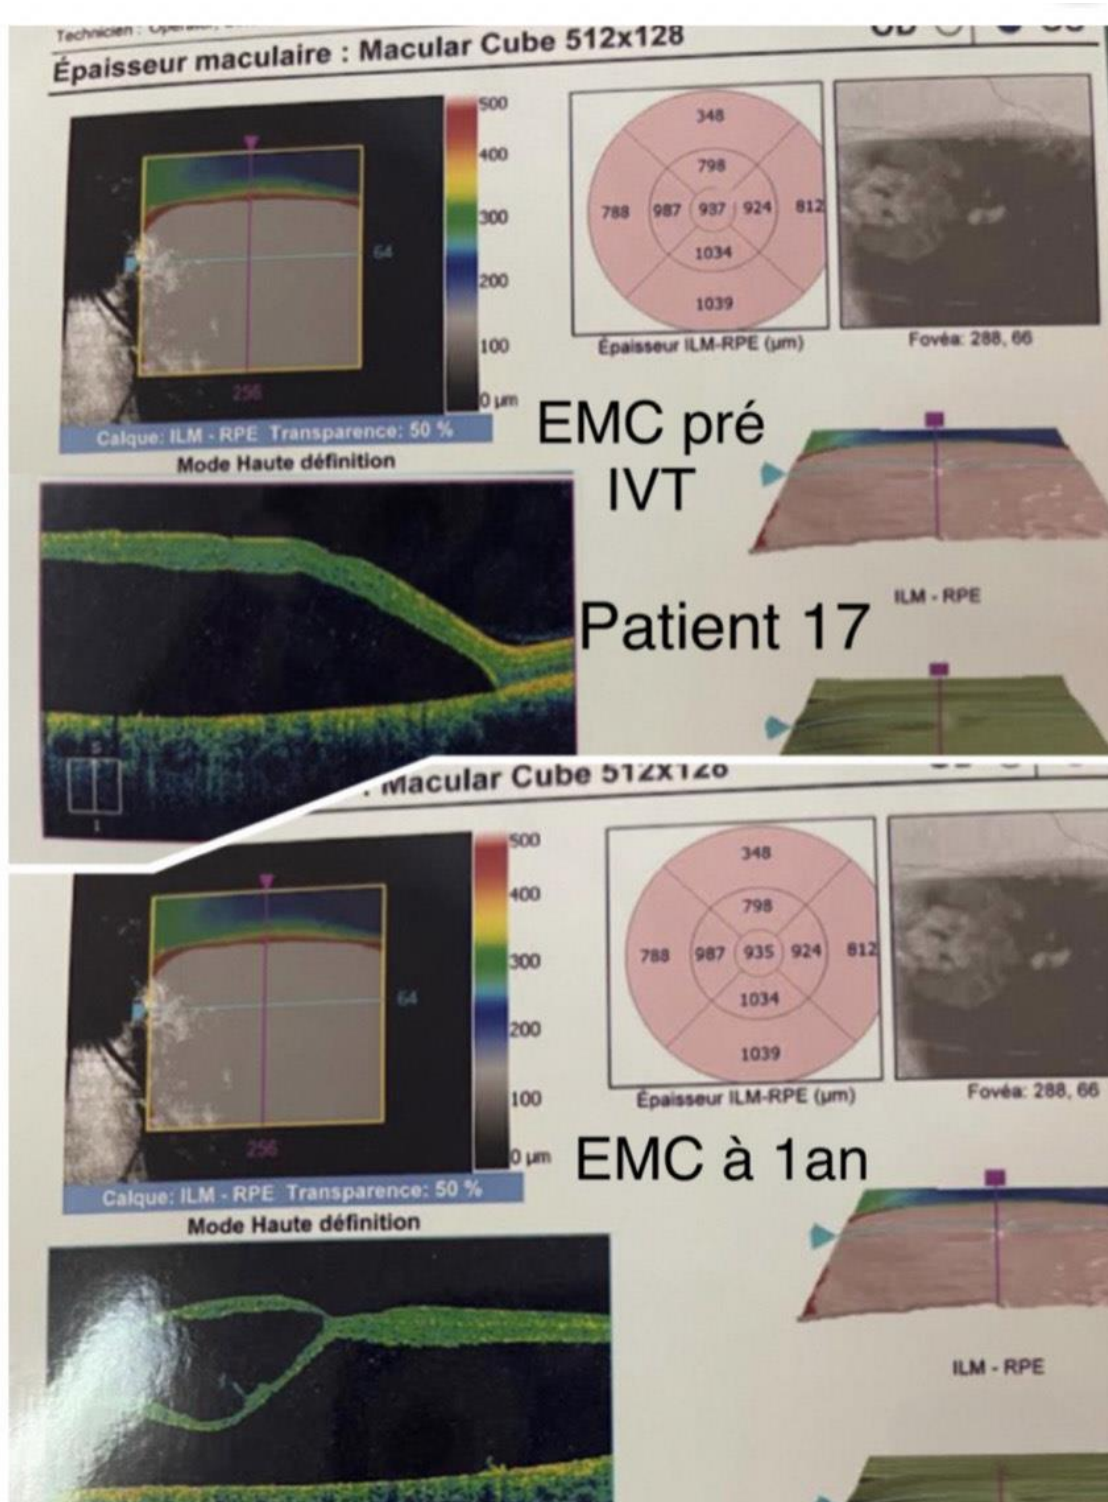 Technicien :
Épaisseur maculaire : Macular Cube 512x128
500
400
300
200
100
0 µm
64
256
Calque: ILM - RPE Transparence: 50 %
Mode Haute définition
348
798
788 987 937 924 812
1034
1039
Épaisseur ILM-RPE (µm)
Fovéa: 288, 66
EMC pré
IVT
ILM - RPE
Patient 17
S
I
Macular Cube 512x128
500
400
300
200
100
0 µm
64
256
Calque: ILM - RPE Transparence: 50 %
Mode Haute définition
348
798
788 987 935 924 812
1034
1039
Épaisseur ILM-RPE (µm)
Fovéa: 288, 66
EMC à 1an
ILM - RPE